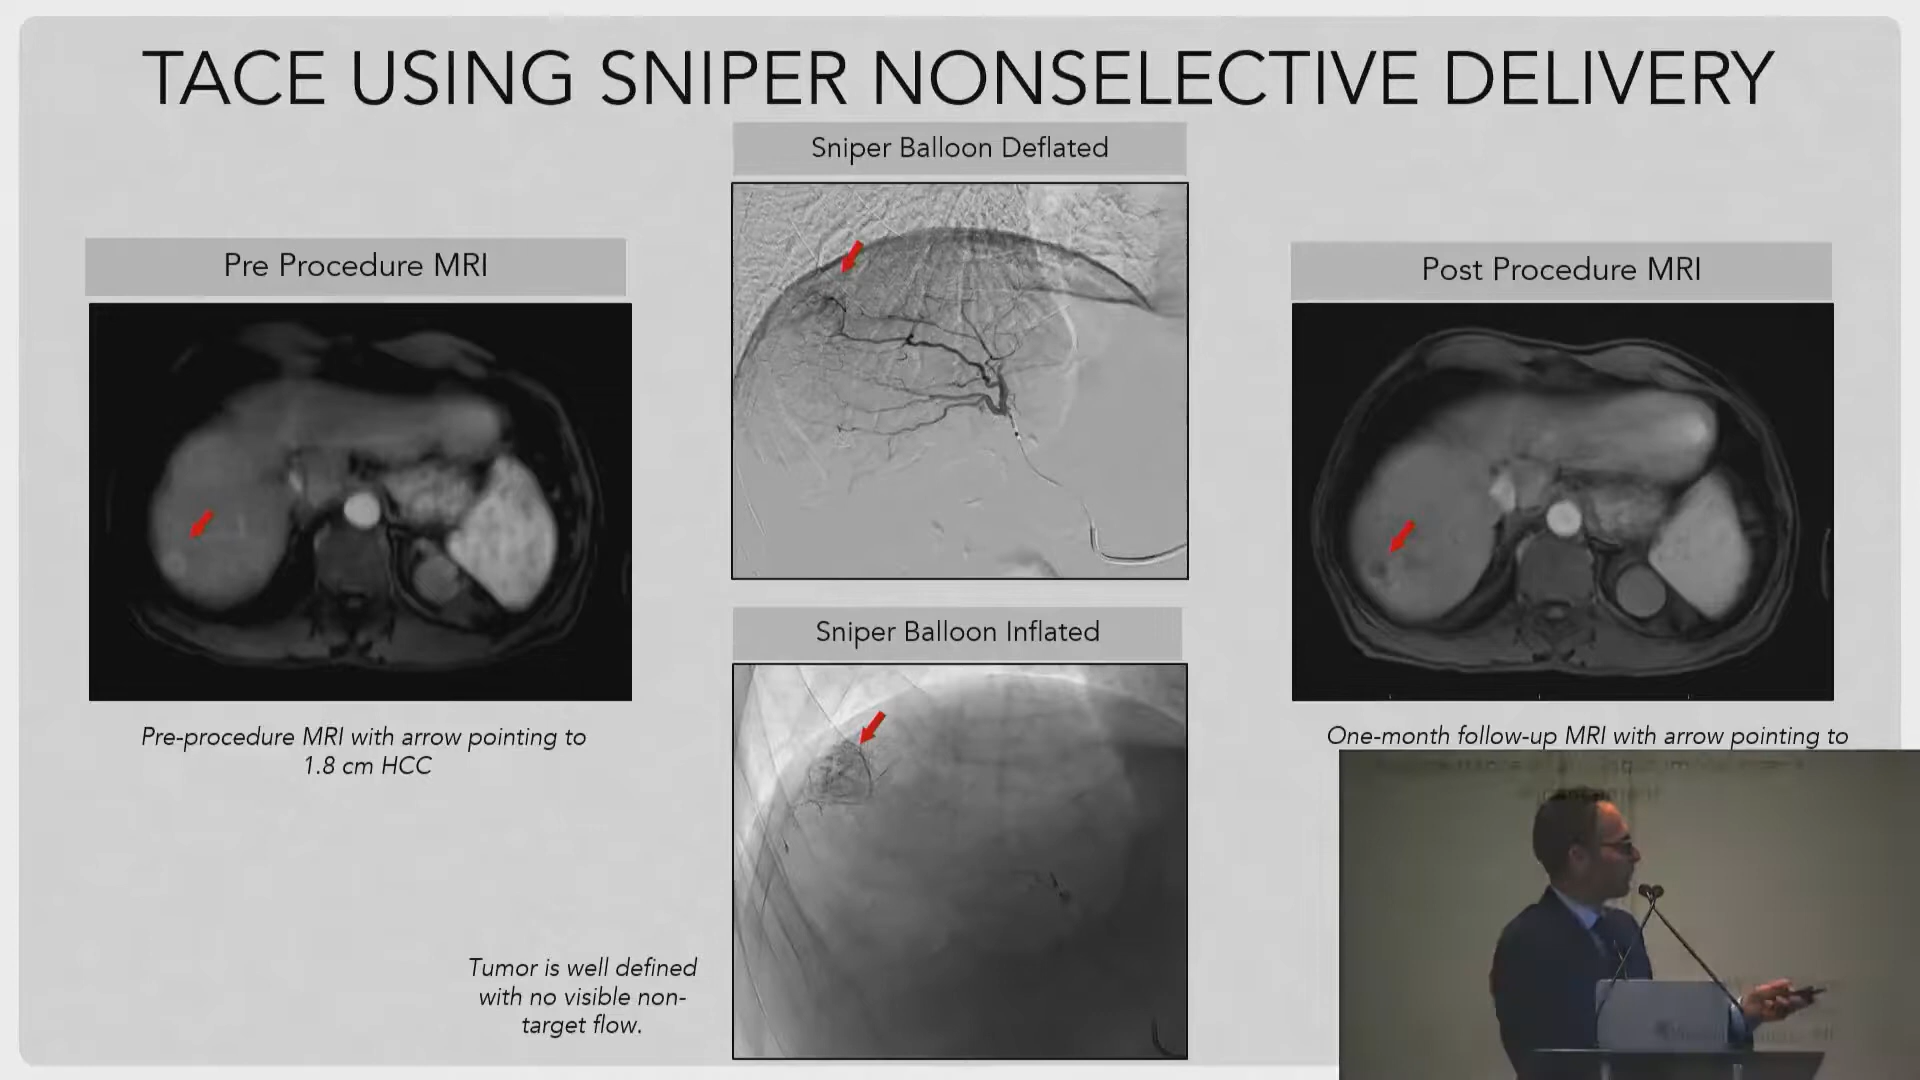 TACE USING SNIPER NONSELECTIVE DELIVERY
Sniper Balloon Deflated
Pre Procedure MRI
Post Procedure MRI
Sniper Balloon Inflated
Pre-procedure MRI with arrow pointing to
1.8 cm HCC
One-month follow-up MRI with arrow pointing to
Tumor is well defined
with no visible non-
target flow.